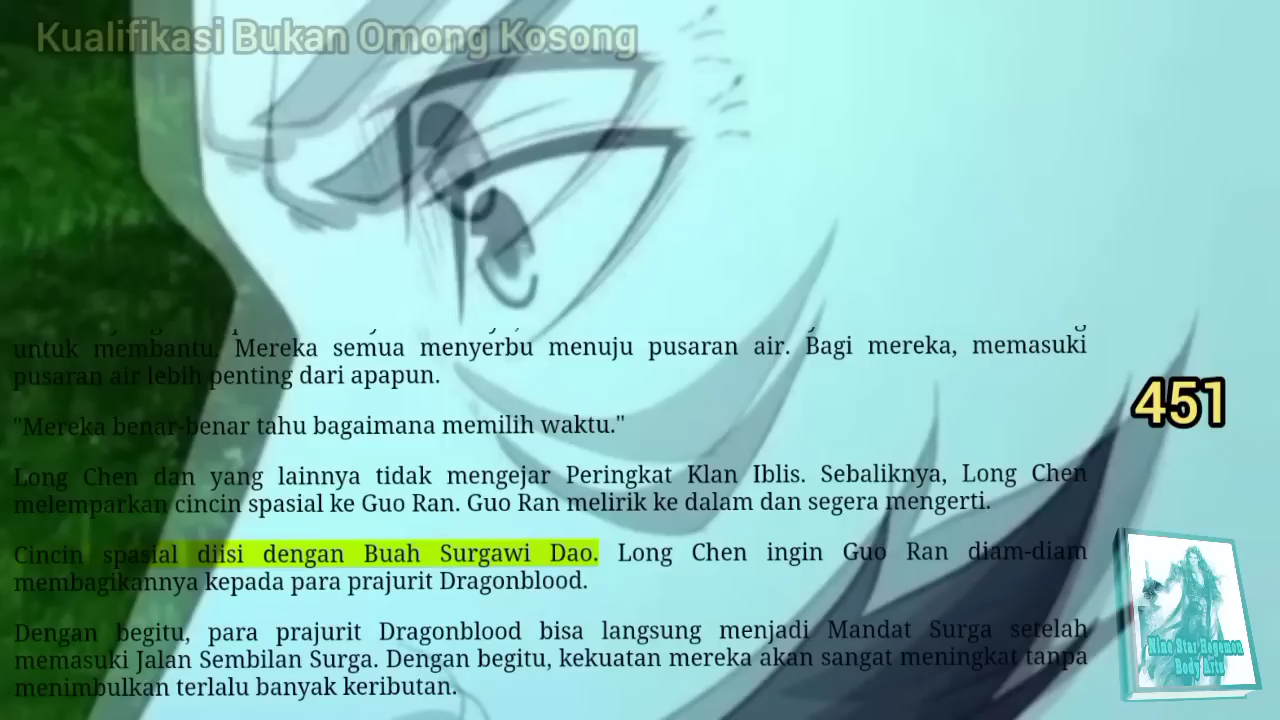 Kualifikasi Bukan Omong Kosong
untuk membantu. Mereka semua menyerbu menuju pusaran air. Bagi mereka, memasuki
pusaran air lebih penting dari apapun.
"Mereka benar-benar tahu bagaimana memilih waktu."
451
Long Chen dan yang lainnya tidak mengejar Peringkat Klan Iblis. Sebaliknya, Long Chen
melemparkan cincin spasial ke Guo Ran. Guo Ran melirik ke dalam dan segera mengerti.
Cincin spasial diisi dengan Buah Surgawi Dao. Long Chen ingin Guo Ran diam-diam
membagikannya kepada para prajurit Dragonblood.
Dengan begitu, para prajurit Dragonblood bisa langsung menjadi Mandat Surga setelah
memasuki Jalan Sembilan Surga. Dengan begitu, kekuatan mereka akan sangat meningkat tanpa
menimbulkan terlalu banyak keributan.
Nine Star Hegemon
Body Arts